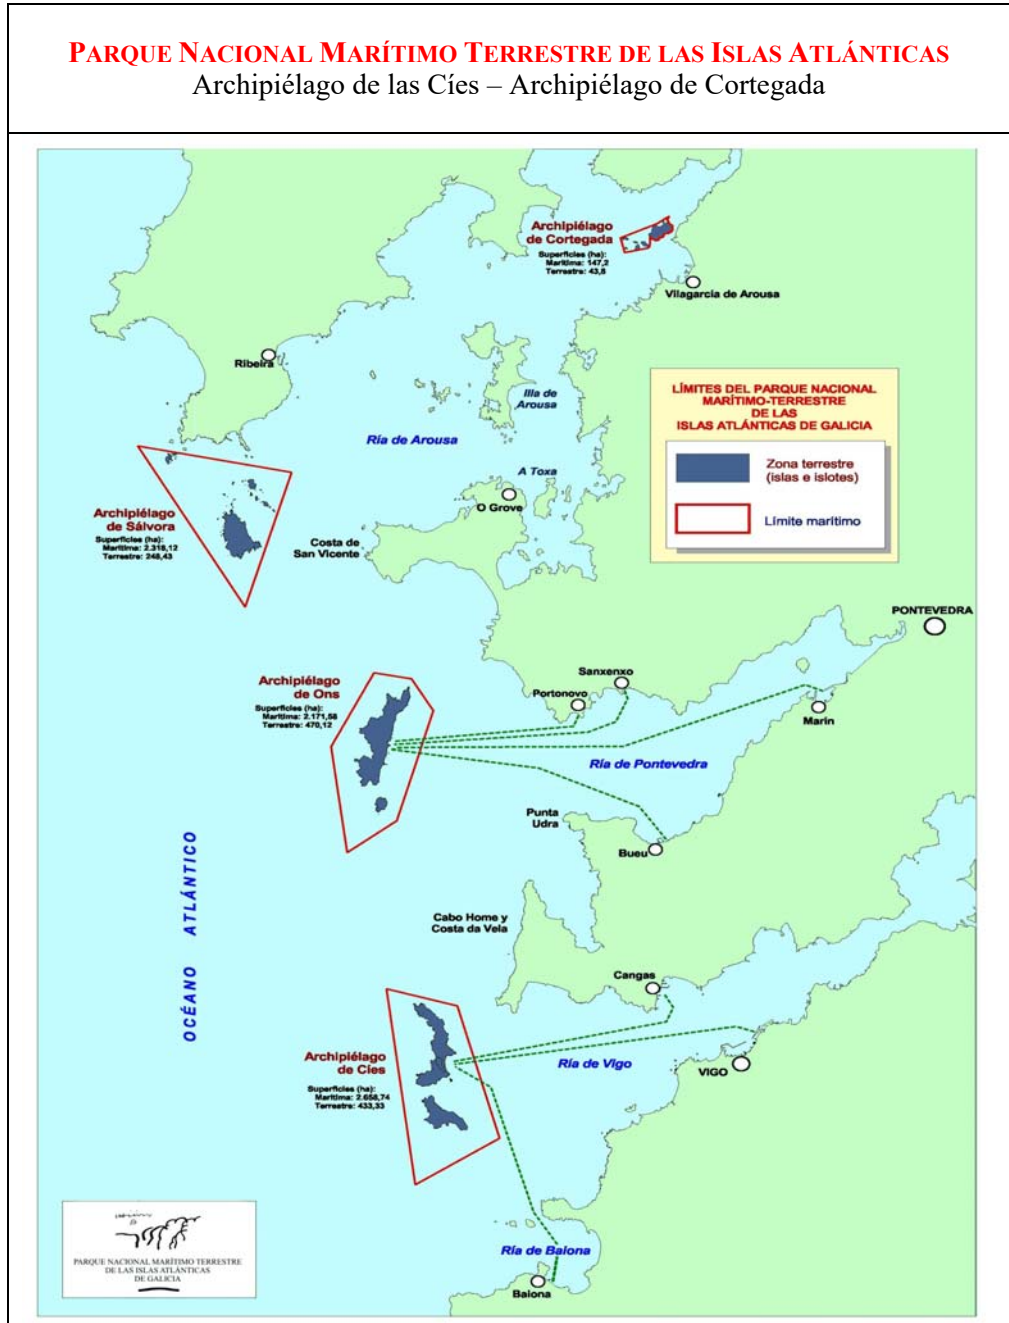 PARQUE NACIONAL MARÍTIMO TERRESTRE DE LAS ISLAS ATLÁNTICAS
Archipiélago de las Cíes – Archipiélago de Cortegada
Archipiélago
de Cortegada
Superficies (ha):
Marítima: 147,2
Terrestre: 43,8
Vilagarcia de Arousa
Ribeira
Illa de
Arousa
Ría de Arousa
LÍMITES DEL PARQUE NACIONAL
MARÍTIMO-TERRESTRE
DE LAS
ISLAS ATLÁNTICAS DE GALICIA
Zona terrestre
(islas e islotes)
Límite marítimo
A Toxa
O Grove
Archipiélago
de Sálvora
Superficies (ha):
Marítima: 2.318,12
Terrestre: 248,43
Costa de
San Vicente
PONTEVEDRA
Archipiélago
de Ons
Superficies (ha):
Marítima: 2.171,58
Terrestre: 470,12
Sanxenxo
Portonovo
Marín
Ría de Pontevedra
Punta
Udra
Bueu
OCÉANO ATLÁNTICO
Cabo Home y
Costa da Vela
Cangas
Archipiélago
de Cíes
Superficies (ha):
Marítima: 2.658,74
Terrestre: 433,33
Ría de Vigo
VIGO
Ría de Baiona
Baiona
PARQUE NACIONAL MARÍTIMO TERRESTRE
DE LAS ISLAS ATLÁNTICAS
DE GALICIA